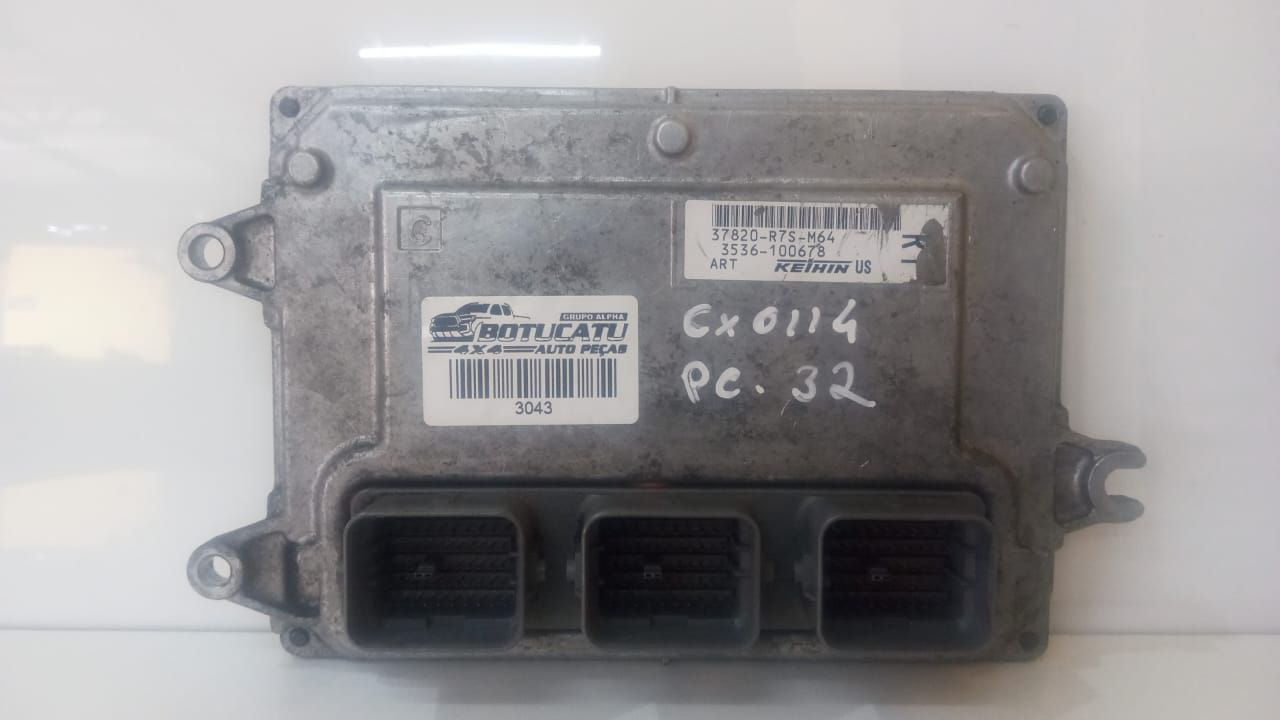 37820-R7S-M64
3536-100678
ART KEIHIN US
GRUPO ALPHA
BOTUCATU
4X4 AUTO PEÇAS
3043
Cx 0114
PC. 32